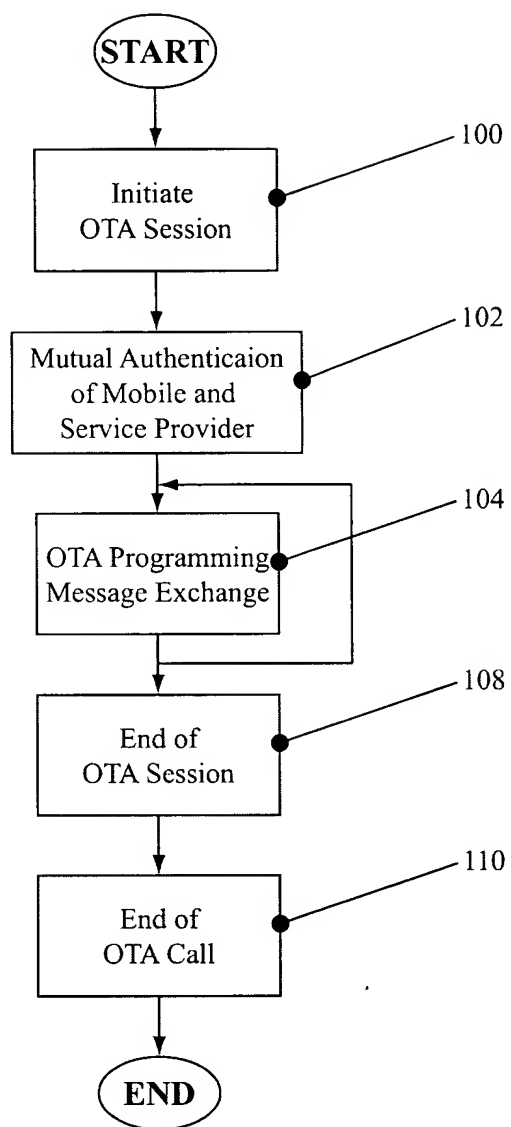 START
100
Initiate
OTA Session
102
Mutual Authenticaion
of Mobile and
Service Provider
104
OTA Programming
Message Exchange
108
End of
OTA Session
110
End of
OTA Call
END